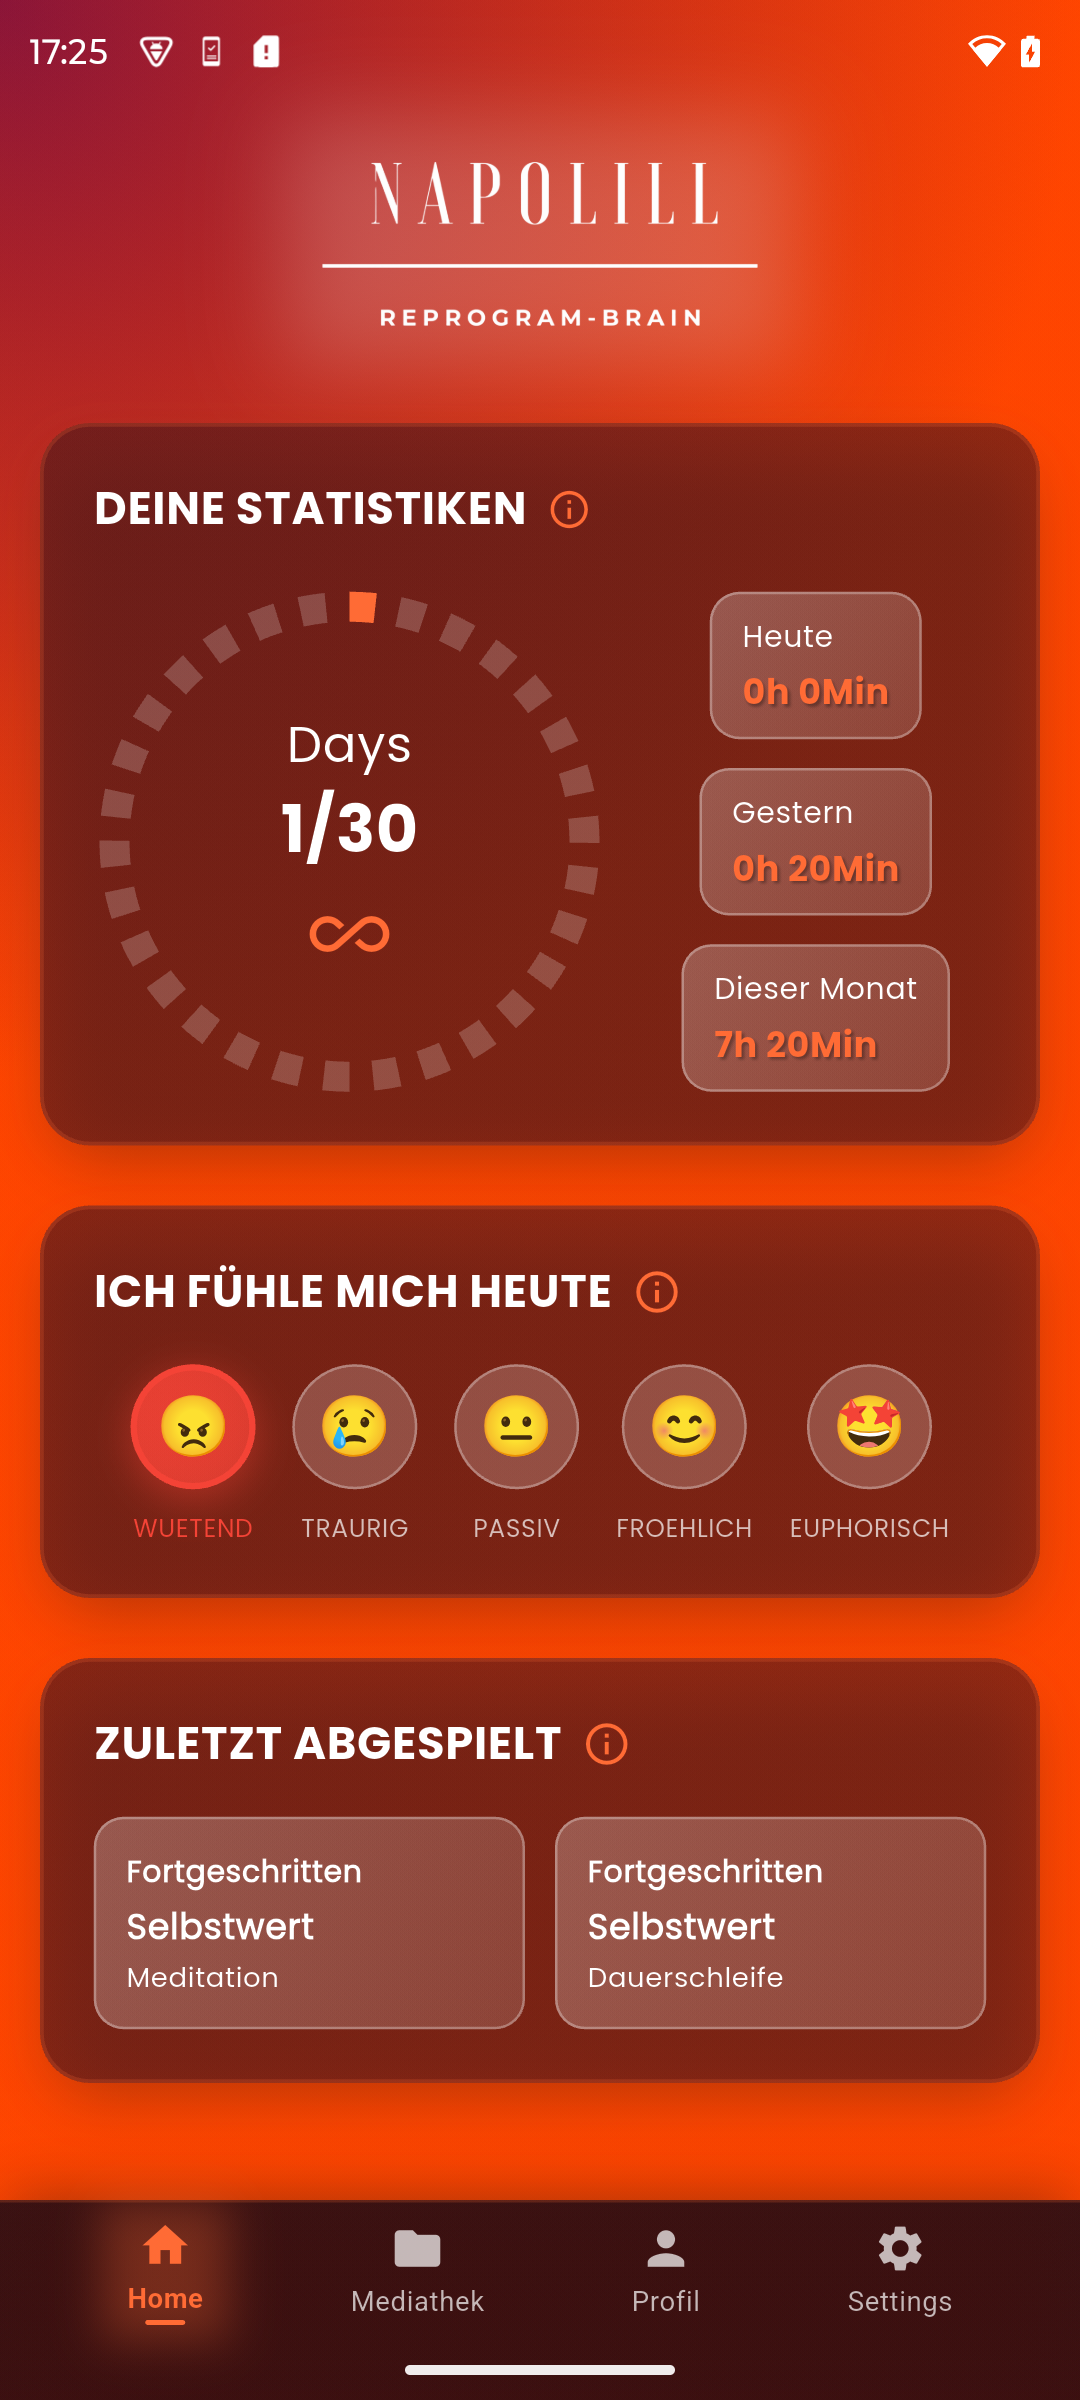 17:25
NAPOLILL
REPROGRAM-BRAIN
DEINE STATISTIKEN
Days
1/30
Heute
0h 0Min
Gestern
0h 20Min
Dieser Monat
7h 20Min
ICH FÜHLE MICH HEUTE
WUETEND TRAURIG PASSIV FROEHLICH EUPHORISCH
ZULETZT ABGESPIELT
Fortgeschritten
Selbstwert
Meditation
Fortgeschritten
Selbstwert
Dauerschleife
Home Mediathek Profil Settings